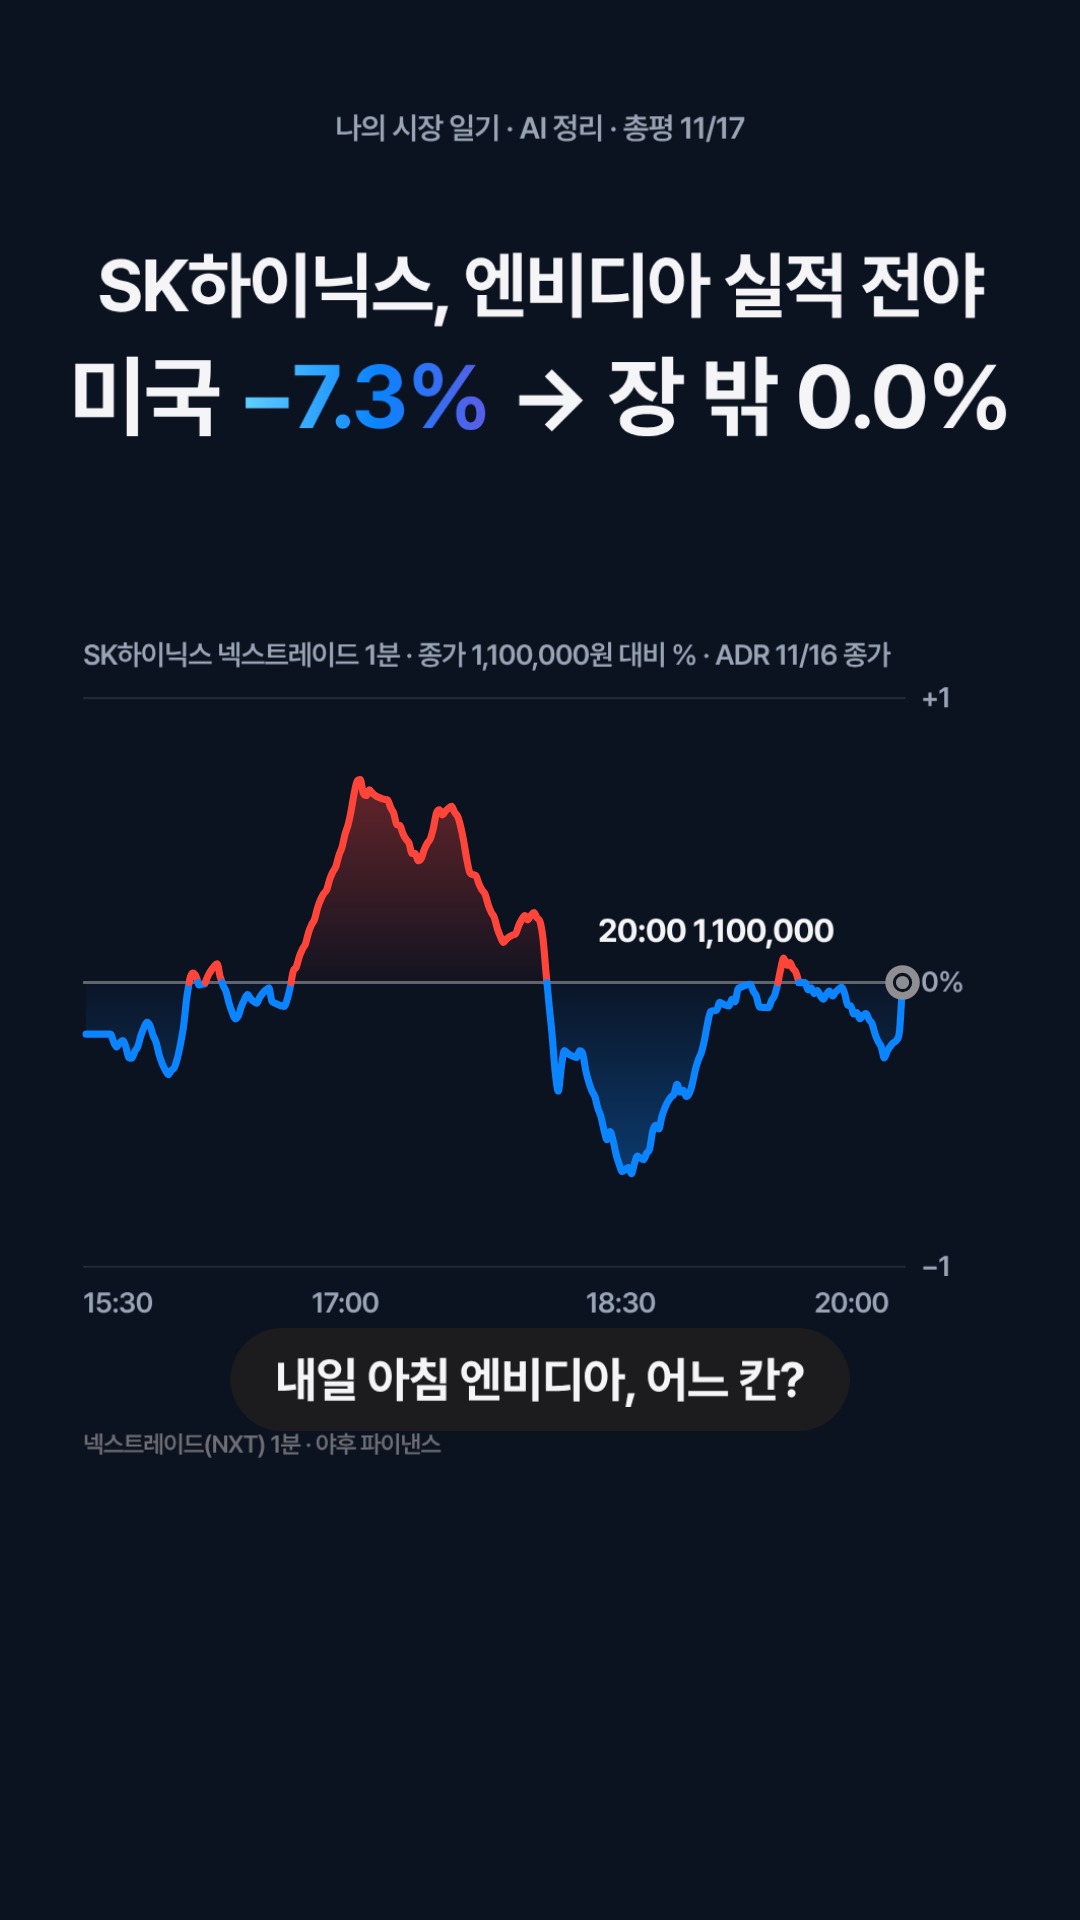 나의 시장 일기 · AI 정리 · 총평 11/17
SK하이닉스, 엔비디아 실적 전야
미국 −7.3% → 장 밖 0.0%
SK하이닉스 넥스트레이드 1분 · 종가 1,100,000원 대비 % · ADR 11/16 종가
+1
20:00 1,100,000
0%
−1
15:30 17:00 18:30 20:00
내일 아침 엔비디아, 어느 칸?
넥스트레이드(NXT) 1분 · 야후 파이낸스